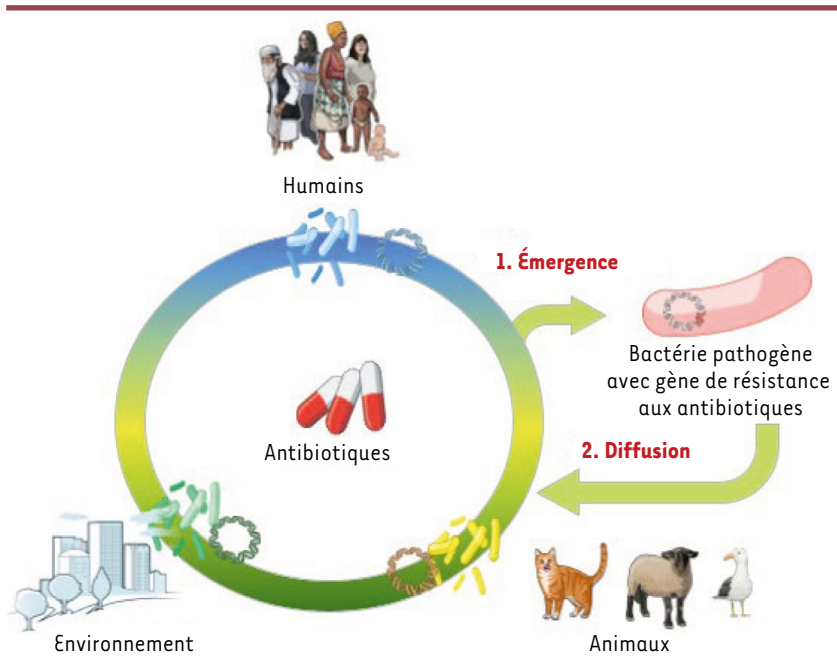 Humains
1. Émergence
Bactérie pathogène
avec gène de résistance
aux antibiotiques
Antibiotiques
2. Diffusion
Environnement
Animaux